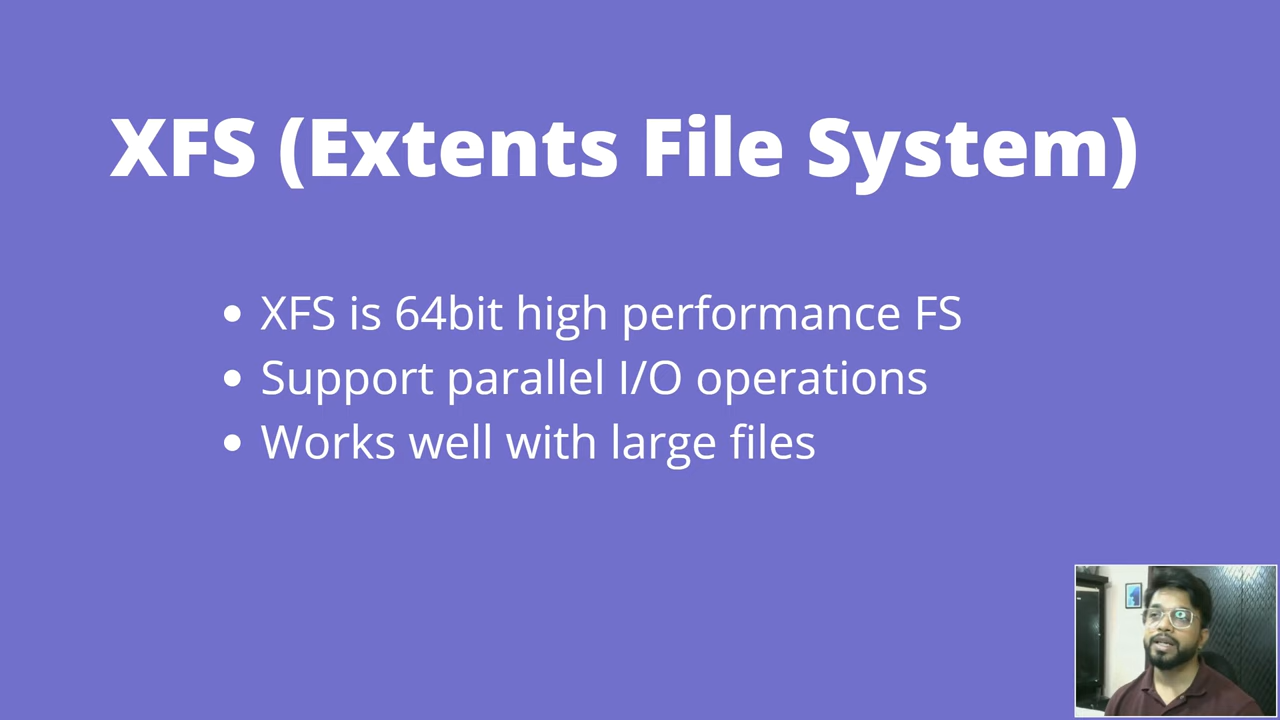 XFS (Extents File System)
• XFS is 64bit high performance FS
• Support parallel I/O operations
• Works well with large files